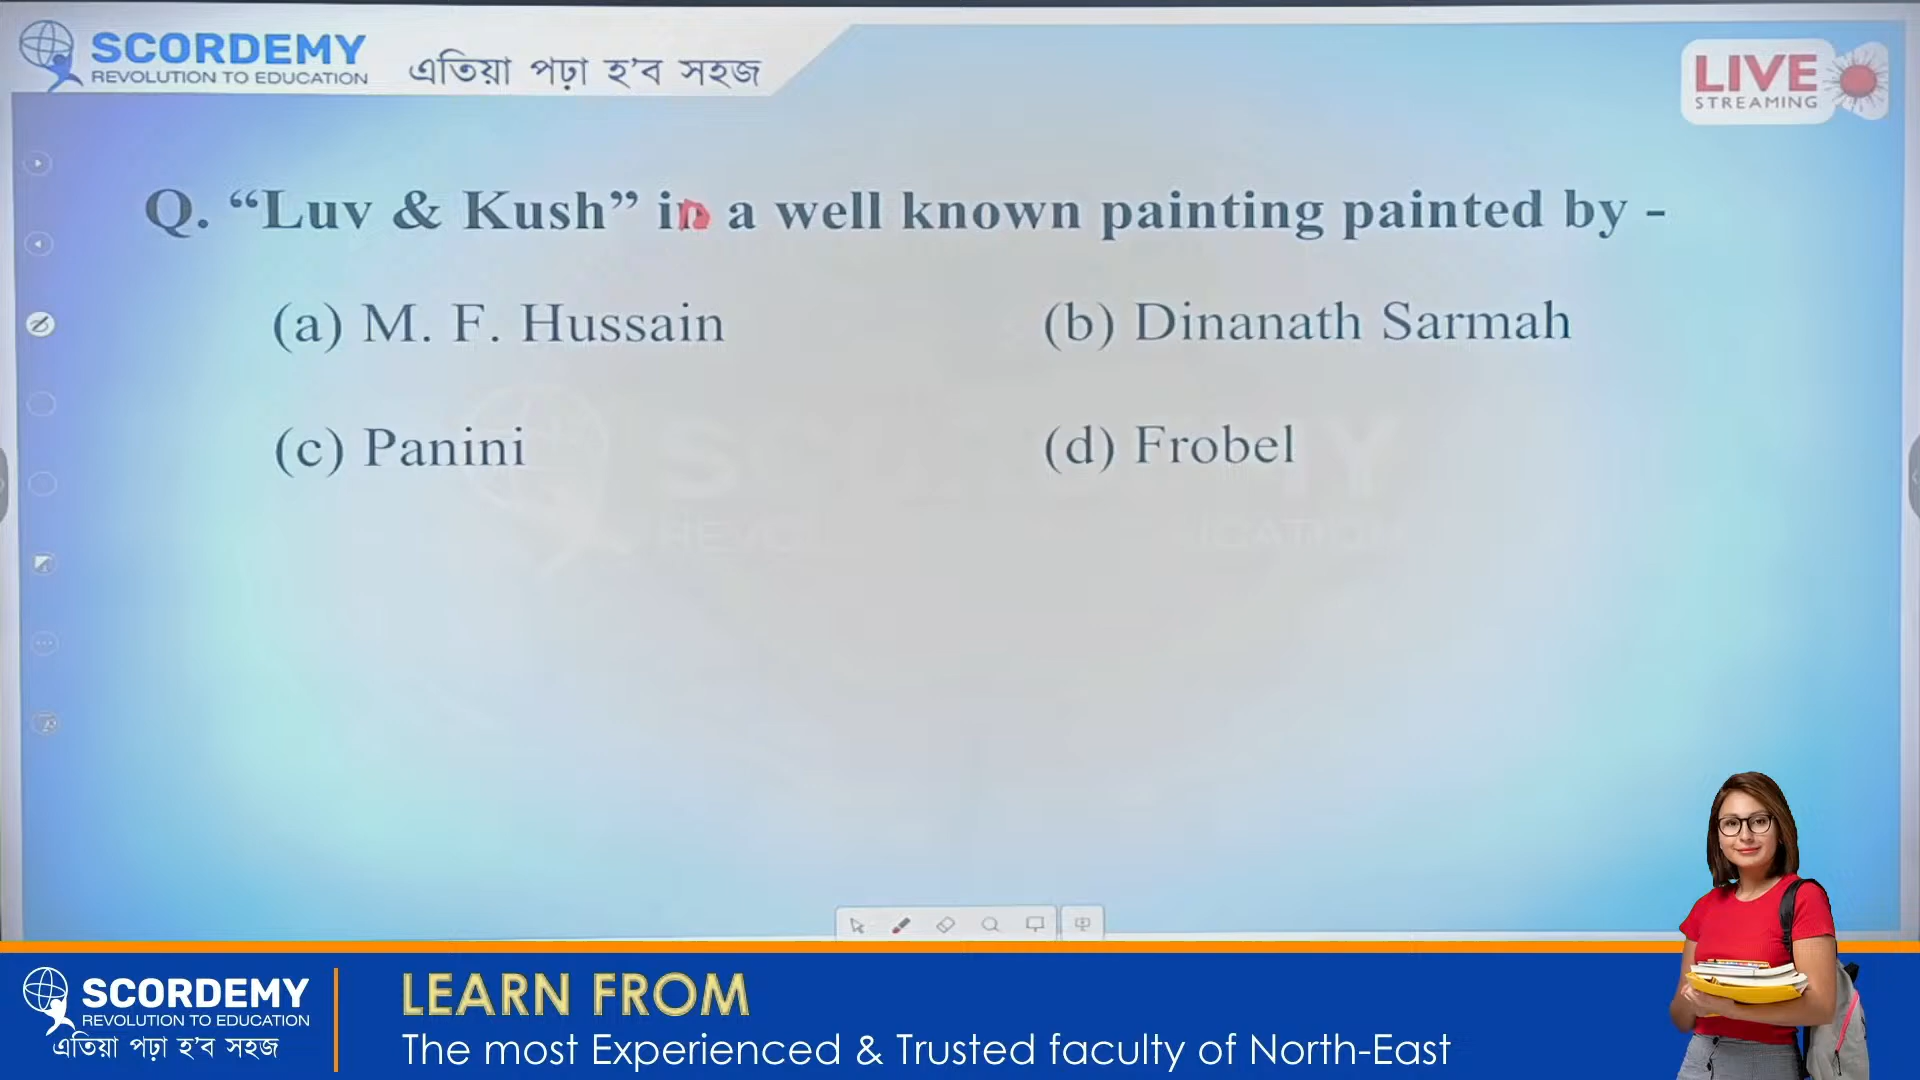 SCORDEMY
REVOLUTION TO EDUCATION
এতিয়া পঢ়া হ'ব সহজ
LIVE
STREAMING
Q. “Luv & Kush” in a well known painting painted by -
(a) M. F. Hussain
(b) Dinanath Sarmah
(c) Panini
(d) Frobel
SCORDEMY
REVOLUTION TO EDUCATION
এতিয়া পঢ়া হ'ব সহজ
LEARN FROM
The most Experienced & Trusted faculty of North-East